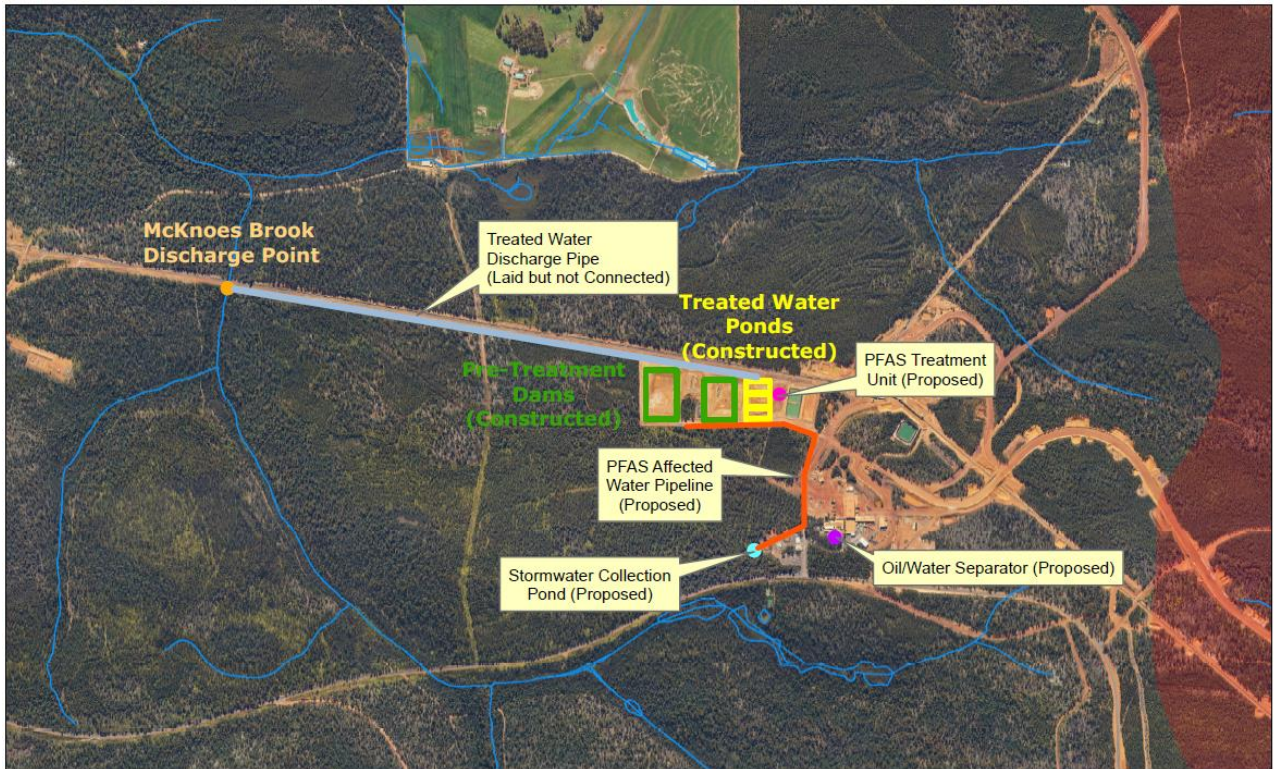 McKnoes Brook
Discharge Point
Treated Water
Discharge Pipe
(Laid but not Connected)
Treated Water
Ponds
(Constructed)
PFAS Treatment
Unit (Proposed)
Pre-Treatment
Dams
(Constructed)
PFAS Affected
Water Pipeline
(Proposed)
Stormwater Collection
Pond (Proposed)
Oil/Water Separator (Proposed)